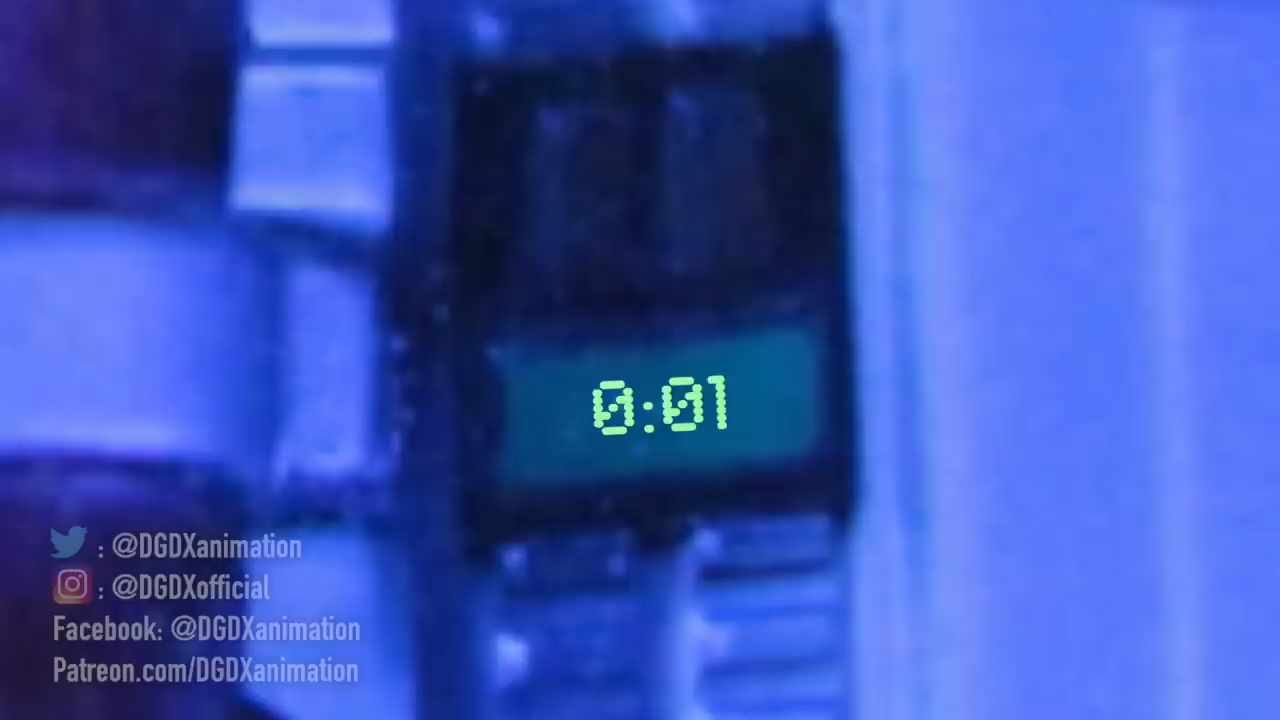 0:01
: @DGDXanimation
: @DGDXofficial
Facebook: @DGDXanimation
Patreon.com/DGDXanimation